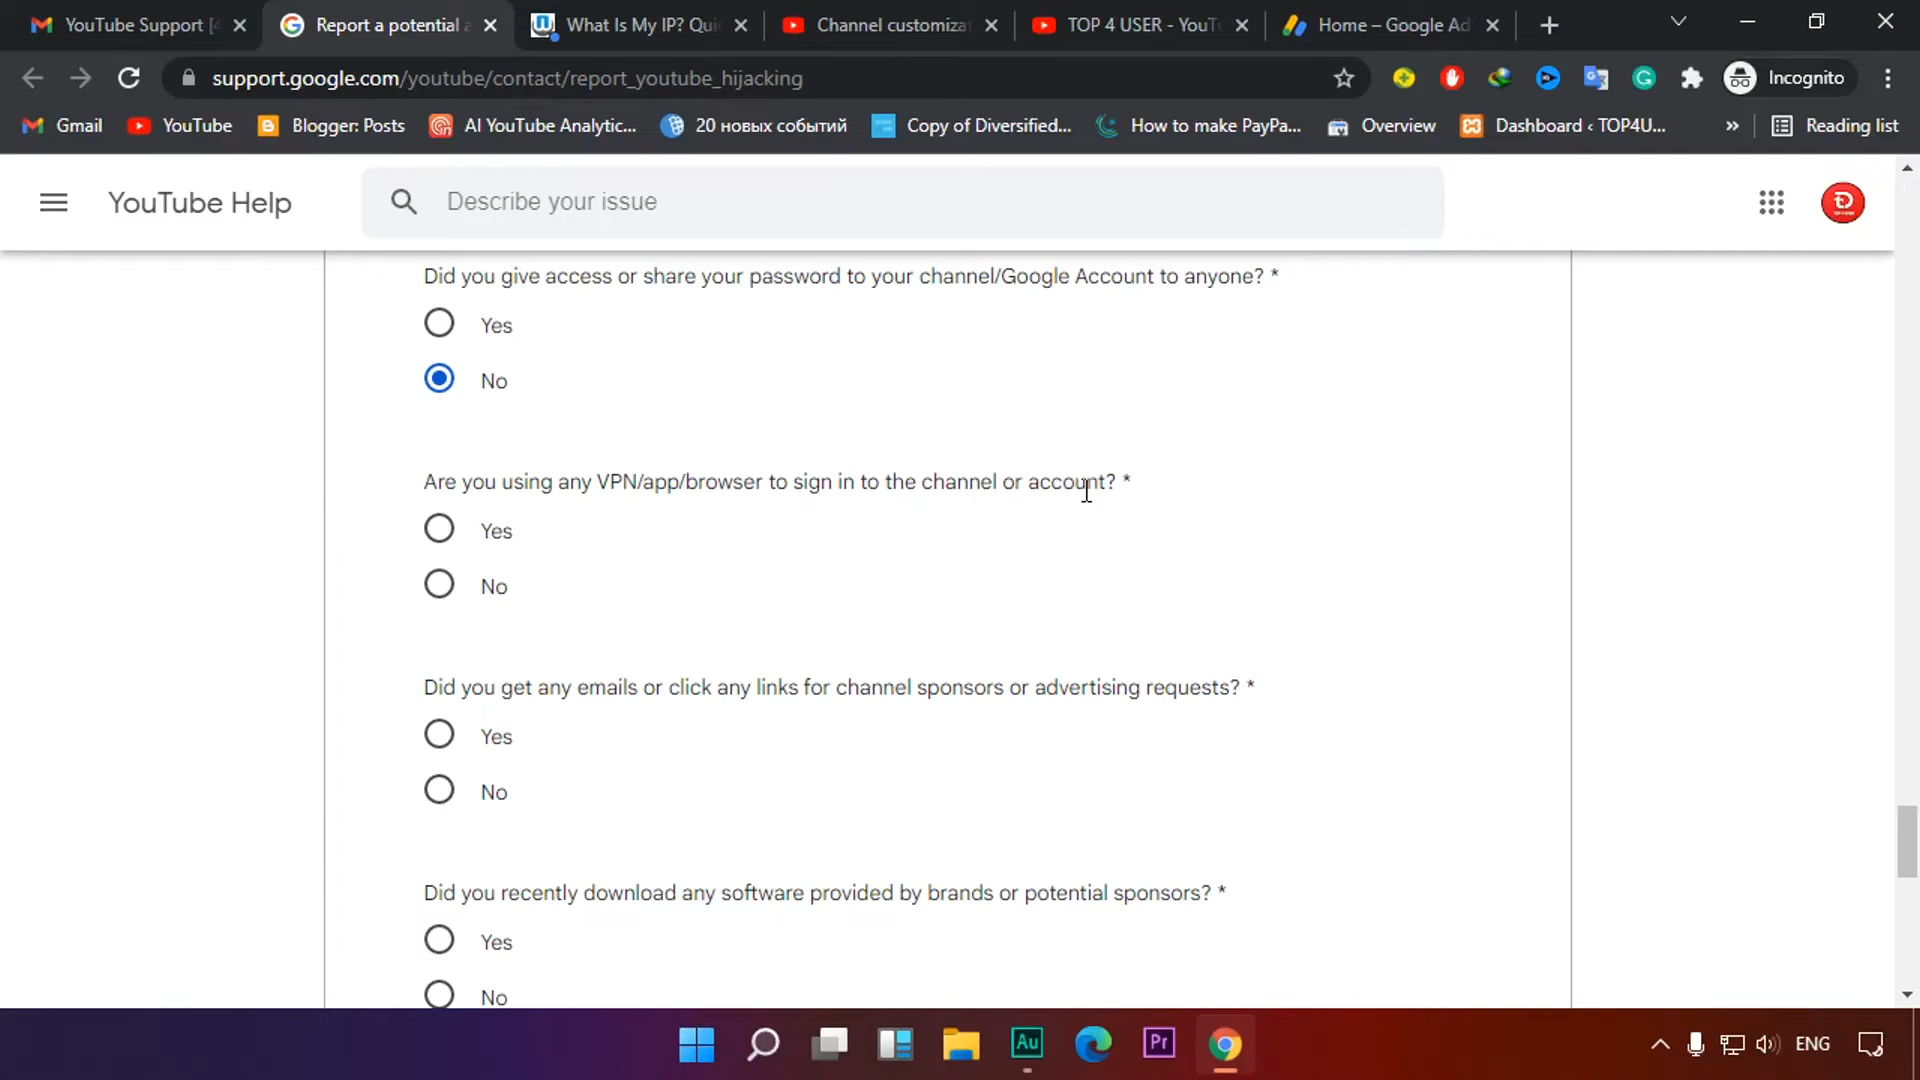 YouTube Support [4
Report a potential a
What Is My IP? Qui
Channel customizat
TOP 4 USER - YouTu
Home – Google Ad
support.google.com/youtube/contact/report_youtube_hijacking
Incognito
Gmail
YouTube
Blogger: Posts
AI YouTube Analytic...
20 новых событий
Copy of Diversified...
How to make PayPa...
Overview
Dashboard ‹ TOP4U...
»
Reading list
YouTube Help
Describe your issue
Did you give access or share your password to your channel/Google Account to anyone? *
Yes
No
Are you using any VPN/app/browser to sign in to the channel or account? *
Yes
No
Did you get any emails or click any links for channel sponsors or advertising requests? *
Yes
No
Did you recently download any software provided by brands or potential sponsors? *
Yes
No
Au
Pr
ENG